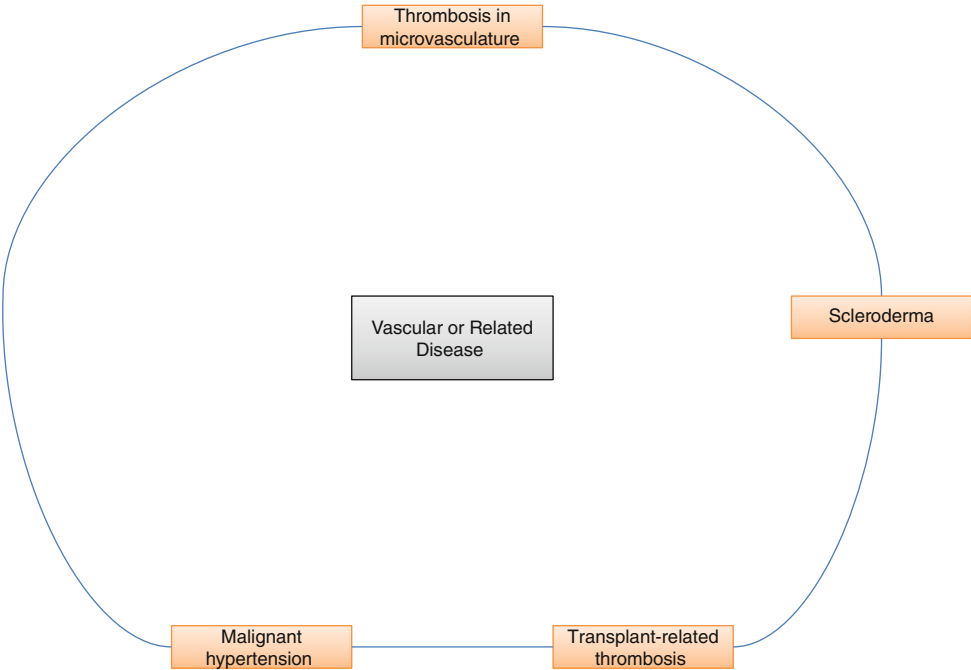 Thrombosis in
microvasculature
Scleroderma
Vascular or Related
Disease
Malignant
hypertension
Transplant-related
thrombosis